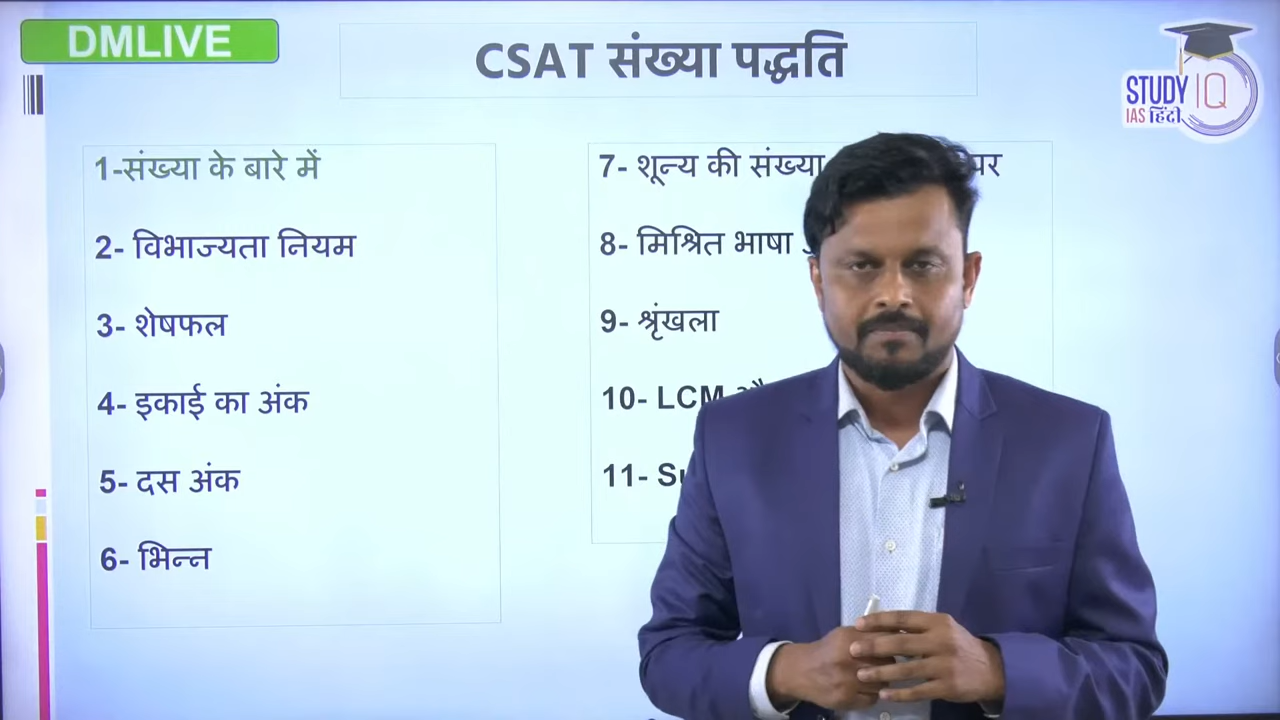 DMLIVE
CSAT संख्या पद्धति
STUDY IQ
IAS हिंदी
1-संख्या के बारे में
2- विभाज्यता नियम
3- शेषफल
4- इकाई का अंक
5- दस अंक
6- भिन्न
7- शून्य की संख्या
8- मिश्रित भाषा
9- श्रृंखला
10- LCM
11-